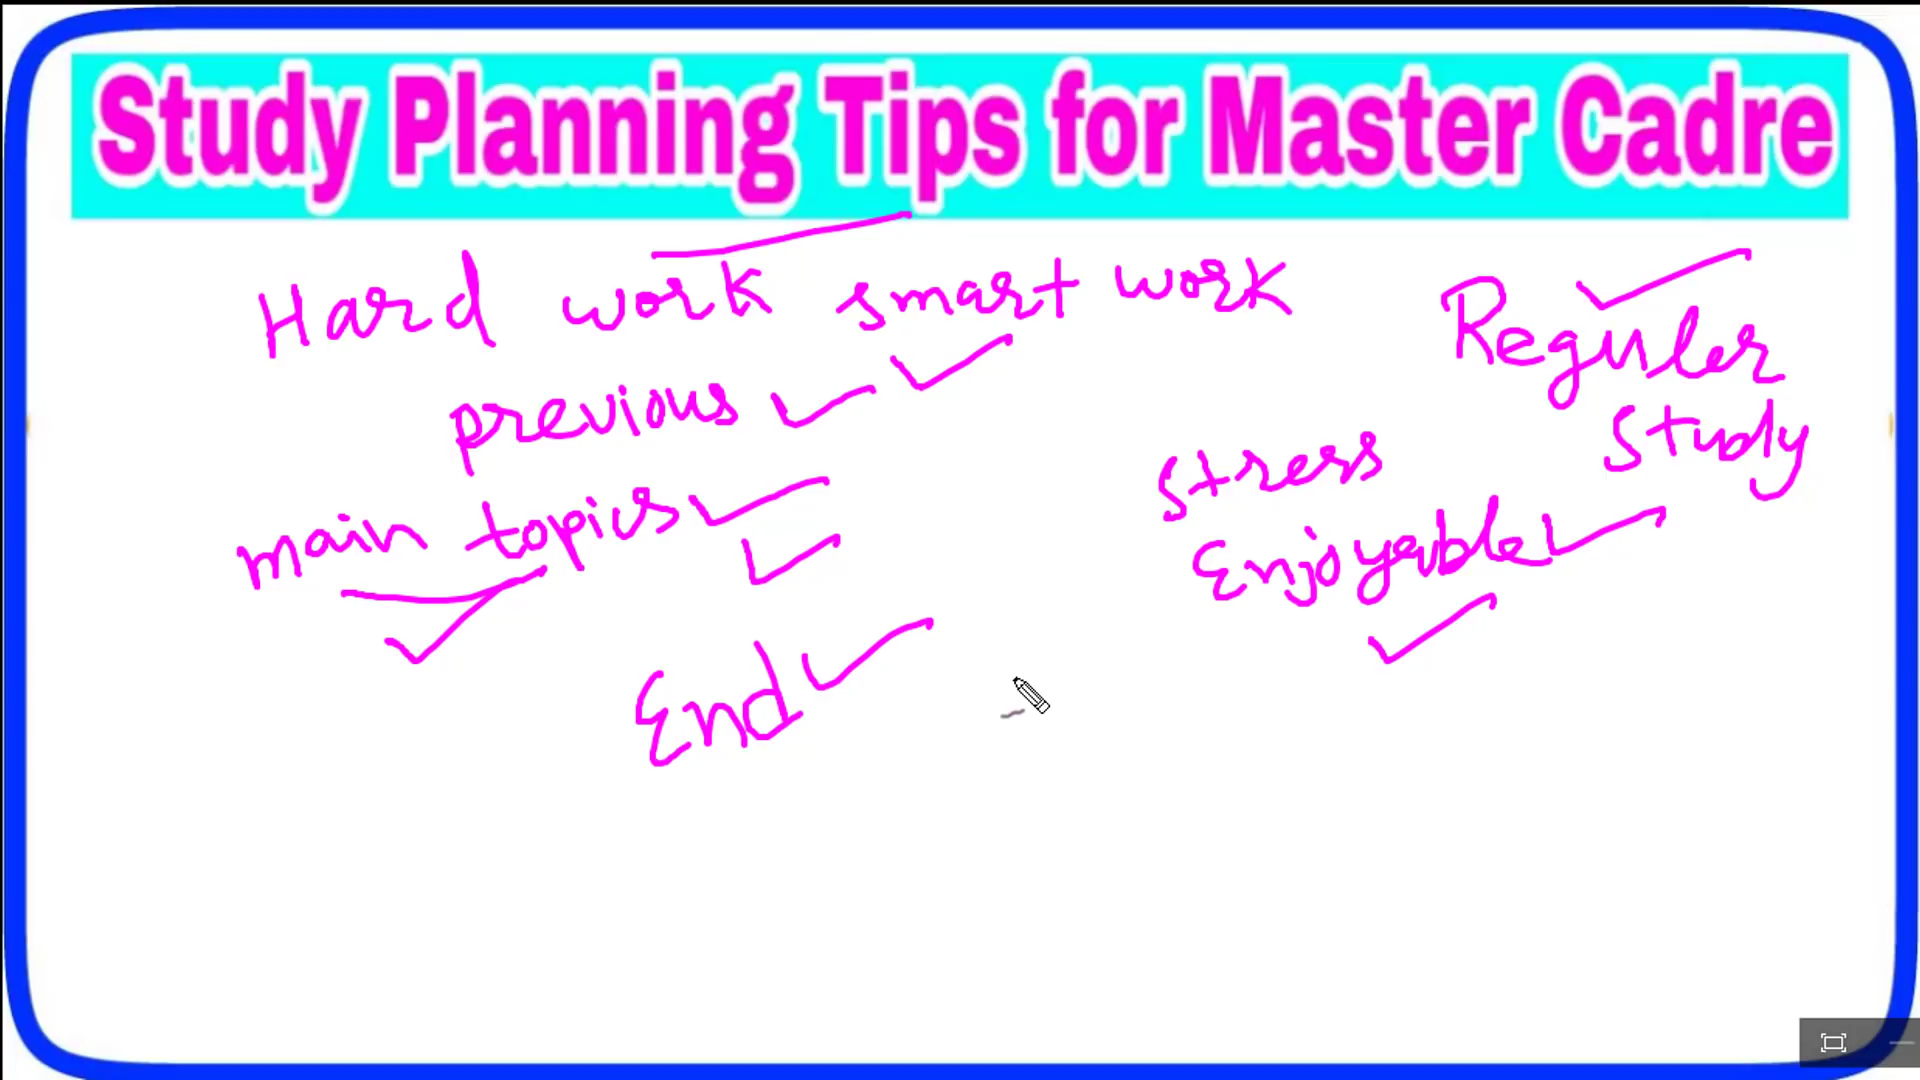 Study Planning Tips for Master Cadre
Hard work smart work
Reguler
Study
previous
main topics
Stress
Enjoyable
End